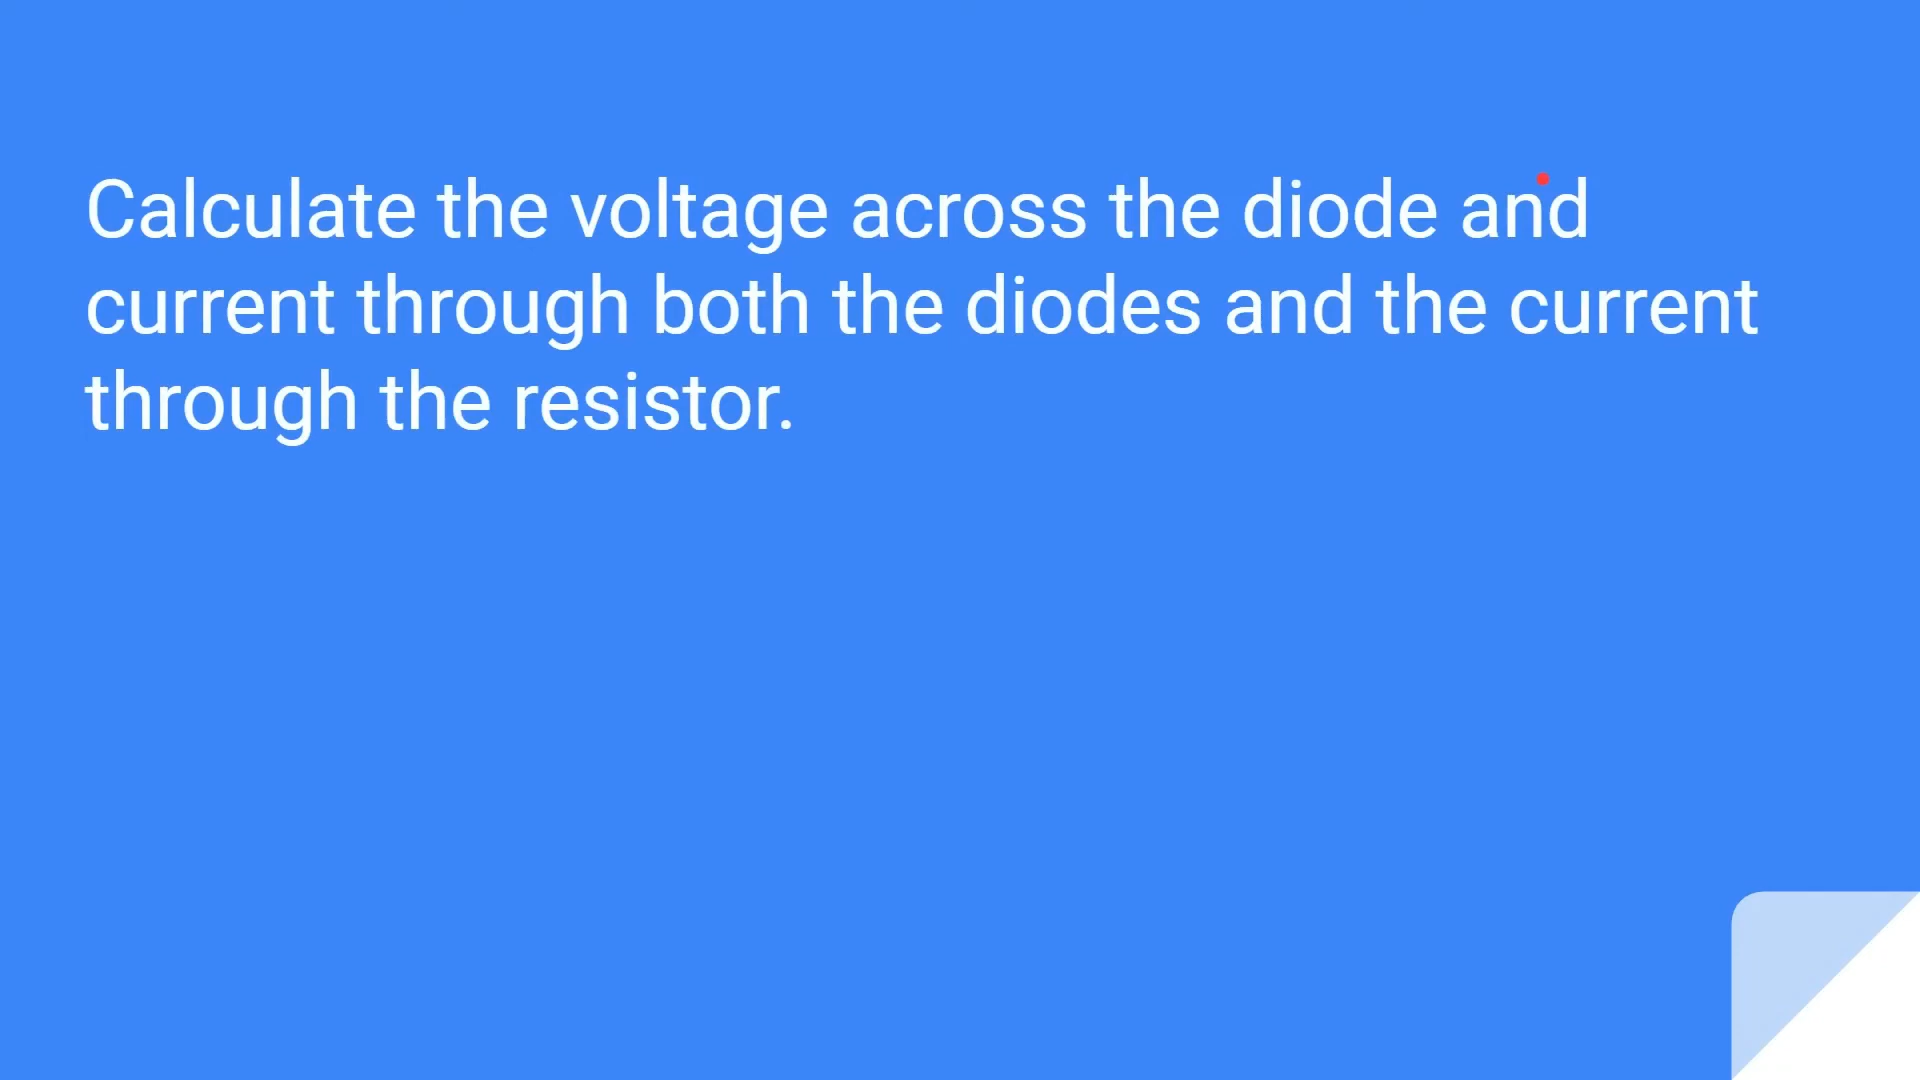 Calculate the voltage across the diode and
current through both the diodes and the current
through the resistor.